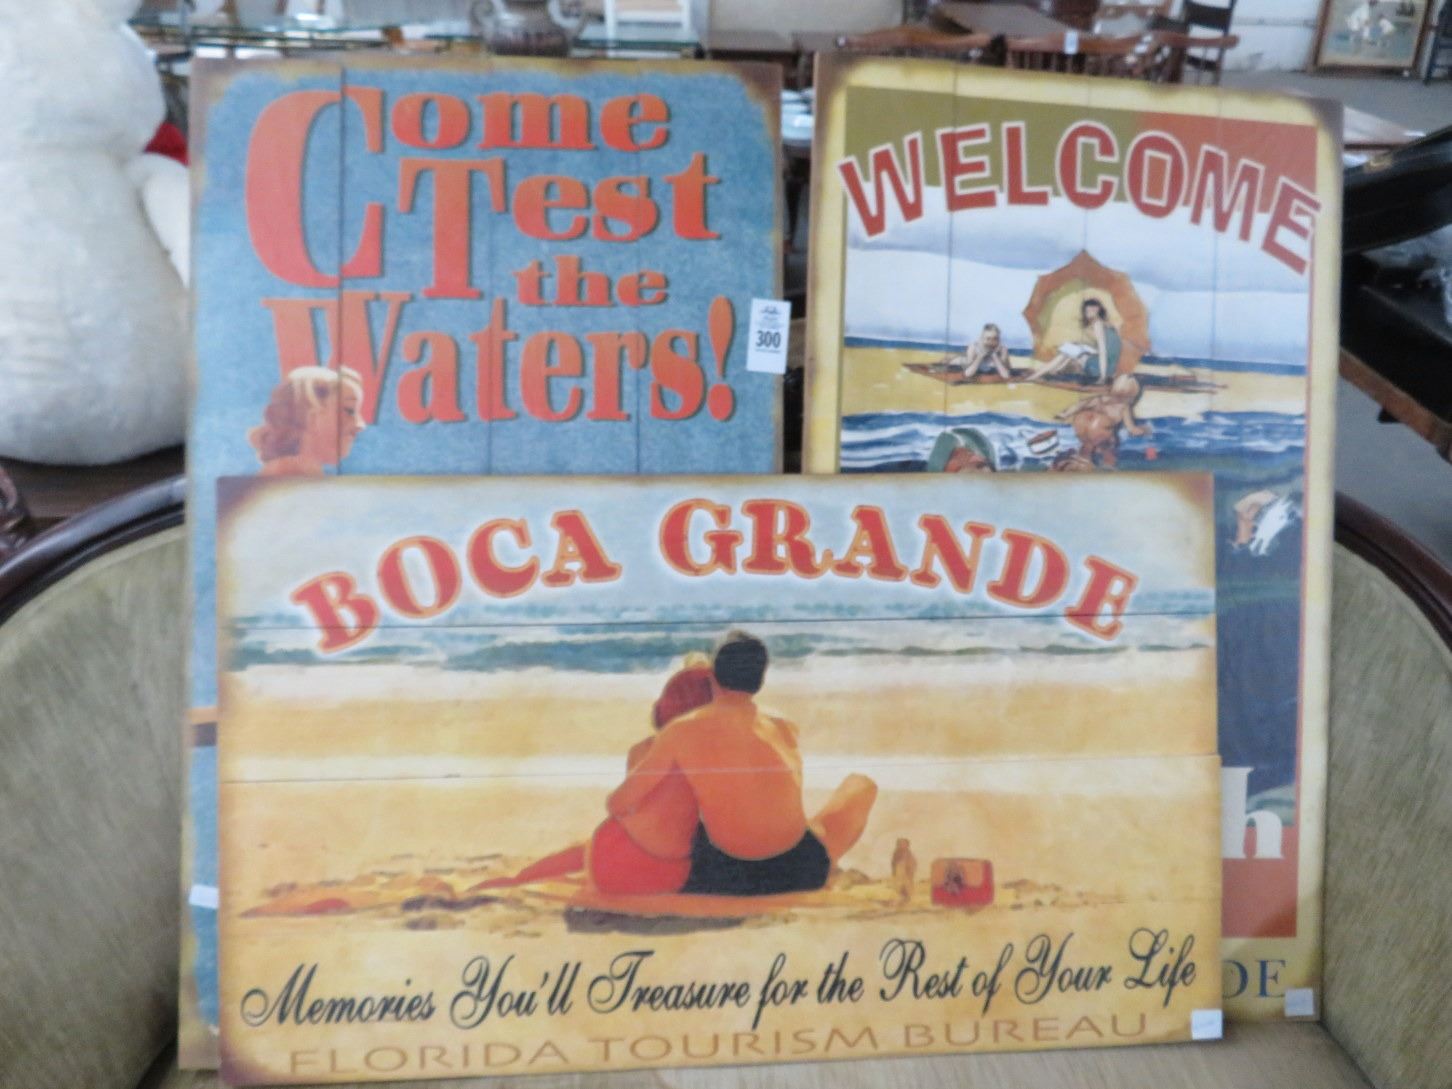 Come
Test
the
Waters!
300
WELCOME
h
DE
BOCA GRANDE
Memories You'll Treasure for the Rest of Your Life
FLORIDA TOURISM BUREAU